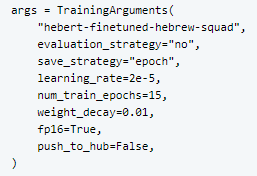 args = TrainingArguments(
    "hebert-finetuned-hebrew-squad",
    evaluation_strategy="no",
    save_strategy="epoch",
    learning_rate=2e-5,
    num_train_epochs=15,
    weight_decay=0.01,
    fp16=True,
    push_to_hub=False,
)